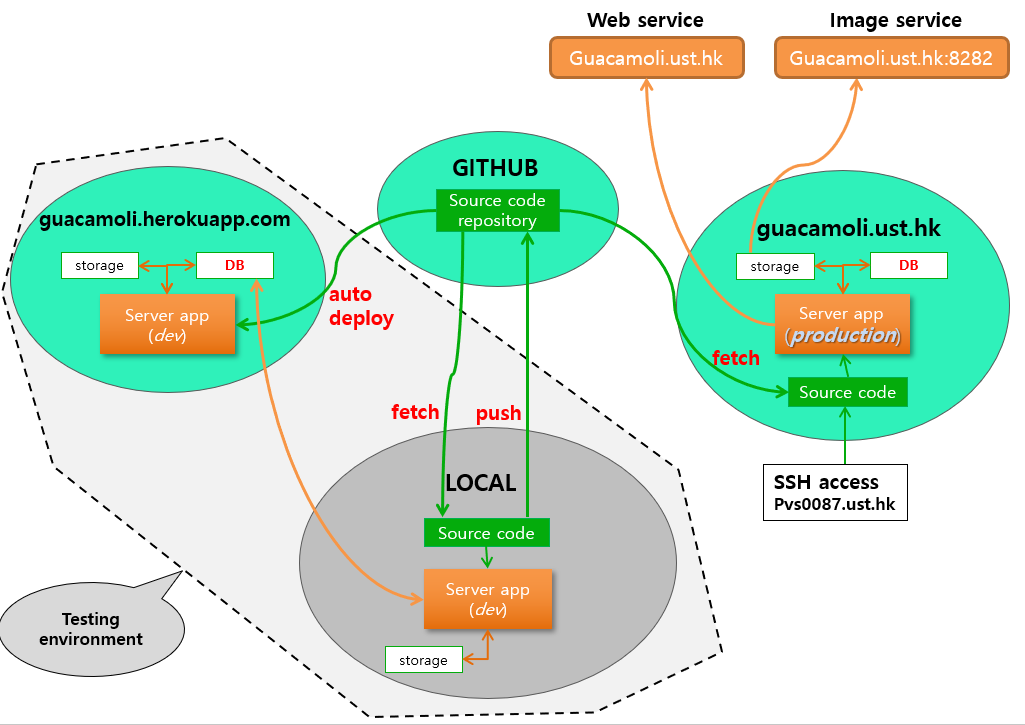 Web service
Image service
Guacamoli.ust.hk
Guacamoli.ust.hk:8282
GITHUB
Source code
repository
guacamoli.herokuapp.com
storage
DB
Server app
(dev)
auto
deploy
guacamoli.ust.hk
storage
DB
Server app
(production)
fetch
Source code
SSH access
Pvs0087.ust.hk
fetch
push
LOCAL
Source code
Server app
(dev)
storage
Testing
environment